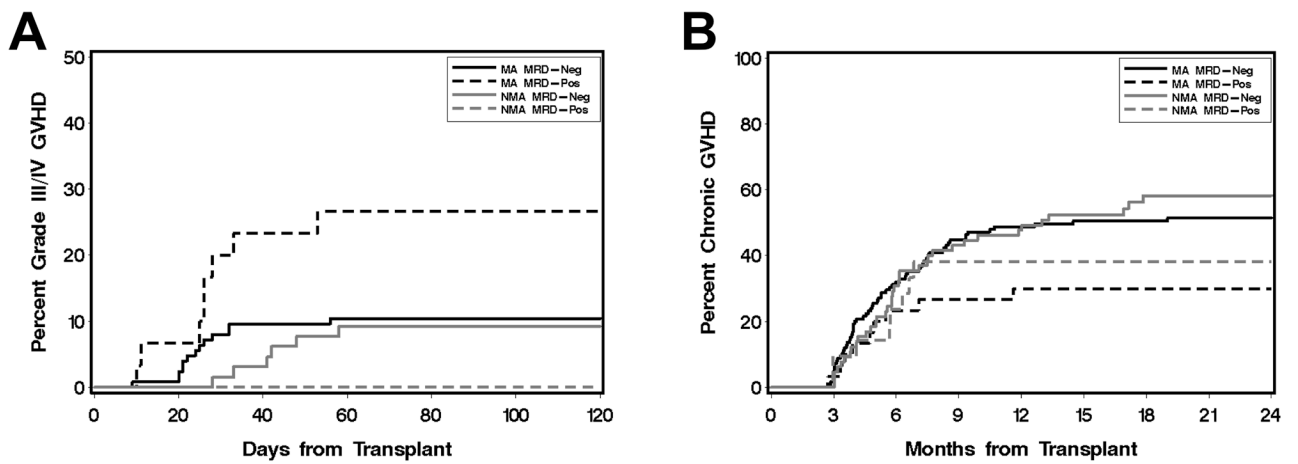 A
Percent Grade III/IV GVHD
50
40
30
20
10
0
0 20 40 60 80 100 120
Days from Transplant
MA MRD−Neg
MA MRD−Pos
NMA MRD−Neg
NMA MRD−Pos
B
Percent Chronic GVHD
100
80
60
40
20
0
0 3 6 9 12 15 18 21 24
Months from Transplant
MA MRD−Neg
MA MRD−Pos
NMA MRD−Neg
NMA MRD−Pos